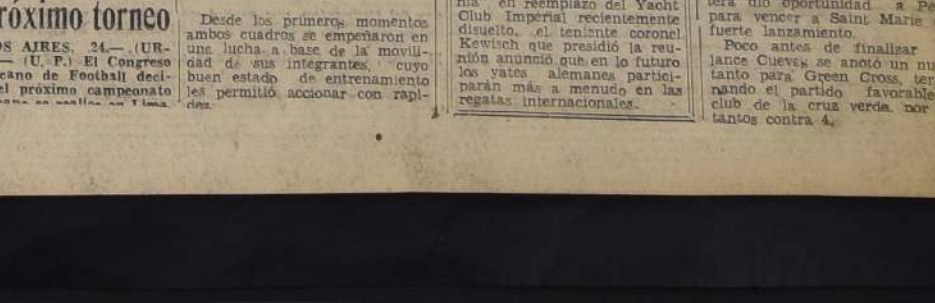 róximo torneo
OS AIRES, 24.— (UR-
— (U. P.) El Congreso
cano de Football deci-
el próximo campeonato
en Lima
Desde los primeros momentos
ambos cuadros se empeñaron en
una lucha a base de la movili-
dad de sus integrantes, cuyo
buen estado de entrenamiento
les permitió accionar con rapi-
dez.
nia en reemplazo del Yacht
Club Imperial recientemente
disuelto, el teniente coronel
Kewisch que presidió la reu-
nión anunció que en lo futuro
los yates alemanes partici-
parán más a menudo en las
regatas internacionales.
tera dio oportunidad a Pe
para vencer a Saint Marie
fuerte lanzamiento.
Poco antes de finalizar
lance Cuevas se anotó un nu
tanto para Green Cross, ter
nando el partido favorable
club de la cruz verde, por
tantos contra 4.